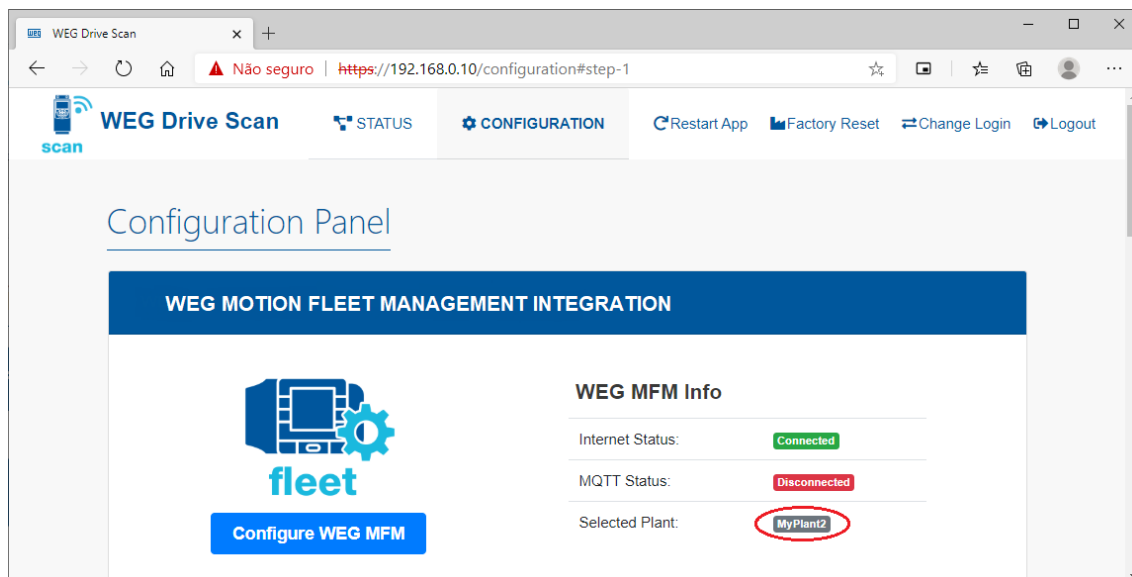 WEG Drive Scan
Não seguro | https://192.168.0.10/configuration#step-1
scan
WEG Drive Scan STATUS CONFIGURATION Restart App Factory Reset Change Login Logout
Configuration Panel
WEG MOTION FLEET MANAGEMENT INTEGRATION
fleet
Configure WEG MFM
WEG MFM Info
Internet Status: Connected
MQTT Status: Disconnected
Selected Plant: MyPlant2